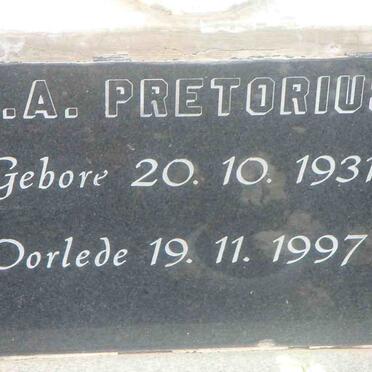 .A. PRETORIUS
Gebore 20. 10. 1931
Oorlede 19. 11. 1997